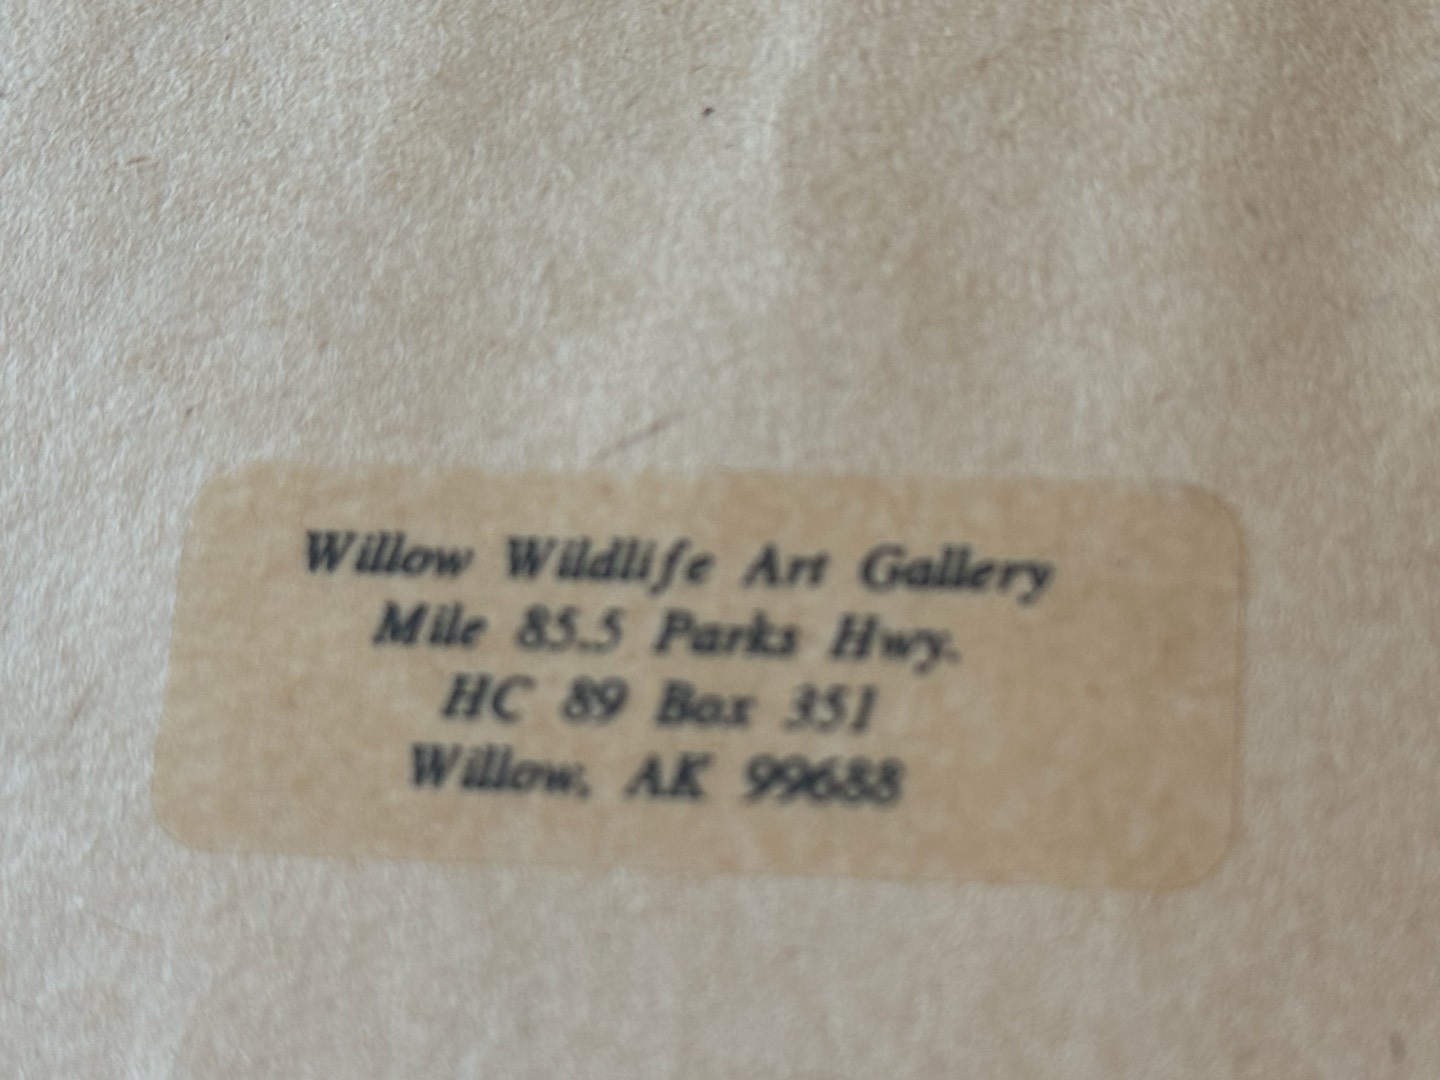 Willow Wildlife Art Gallery
Mile 85.5 Parks Hwy.
HC 89 Box 351
Willow, AK 99688